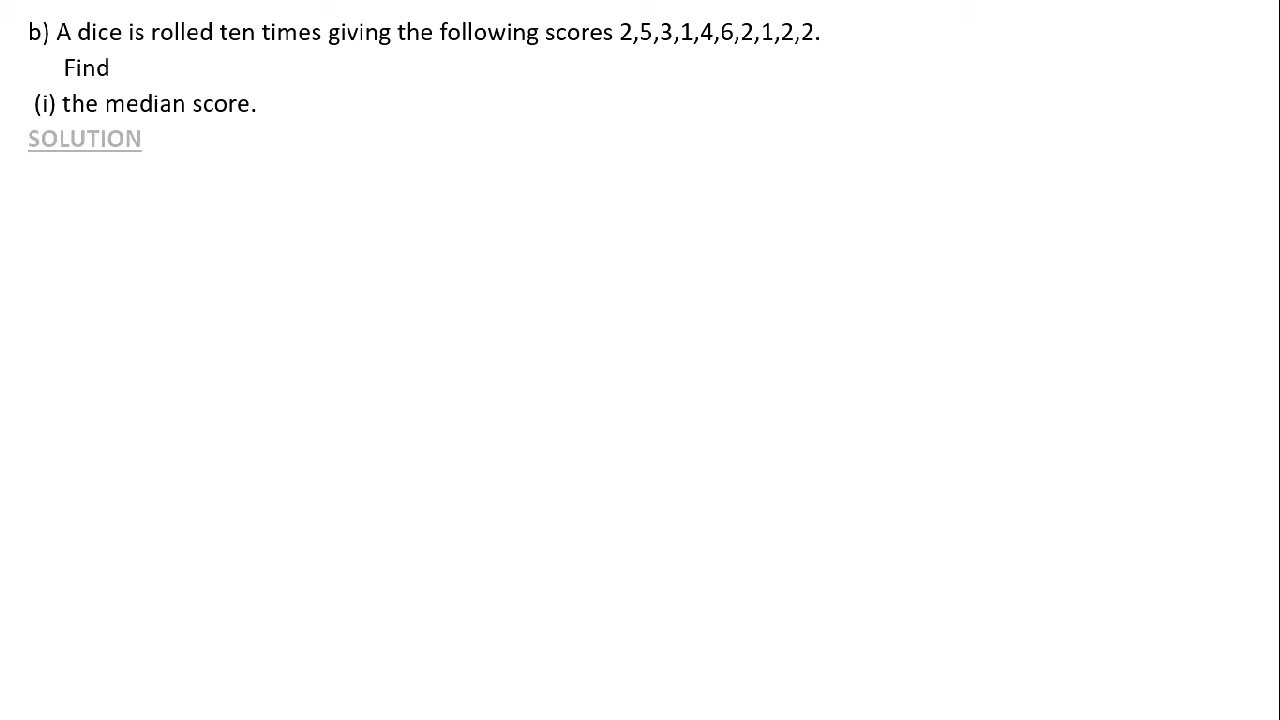 b) A dice is rolled ten times giving the following scores 2,5,3,1,4,6,2,1,2,2.
Find
(i) the median score.
SOLUTION